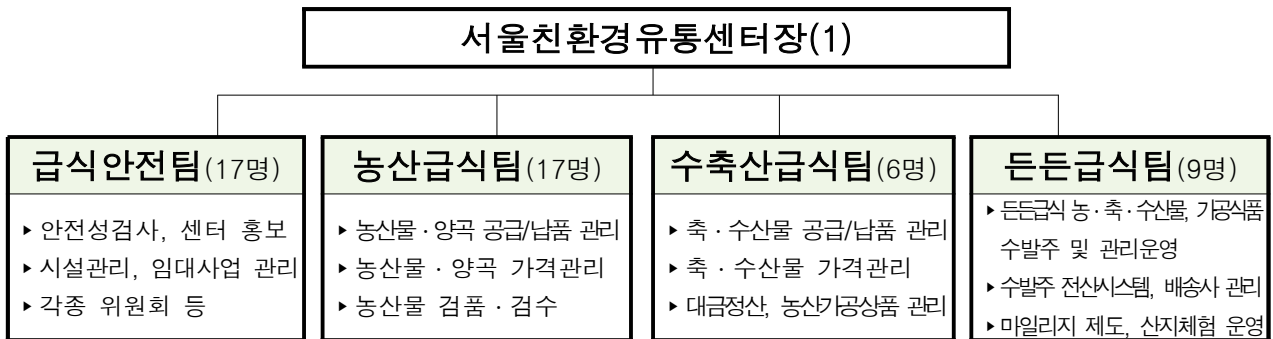 서울친환경유통센터장(1)
급식안전팀(17명)
▸ 안전성검사, 센터 홍보
▸ 시설관리, 임대사업 관리
▸ 각종 위원회 등
농산급식팀(17명)
▸ 농산물·양곡 공급/납품 관리
▸ 농산물·양곡 가격관리
▸ 농산물 검품·검수
수축산급식팀(6명)
▸ 축·수산물 공급/납품 관리
▸ 축·수산물 가격관리
▸ 대금정산, 농산가공상품 관리
든든급식팀(9명)
▸ 든든급식 농·축·수산물, 가공식품
수발주 및 관리운영
▸ 수발주 전산시스템, 배송사 관리
▸ 마일리지 제도, 산지체험 운영